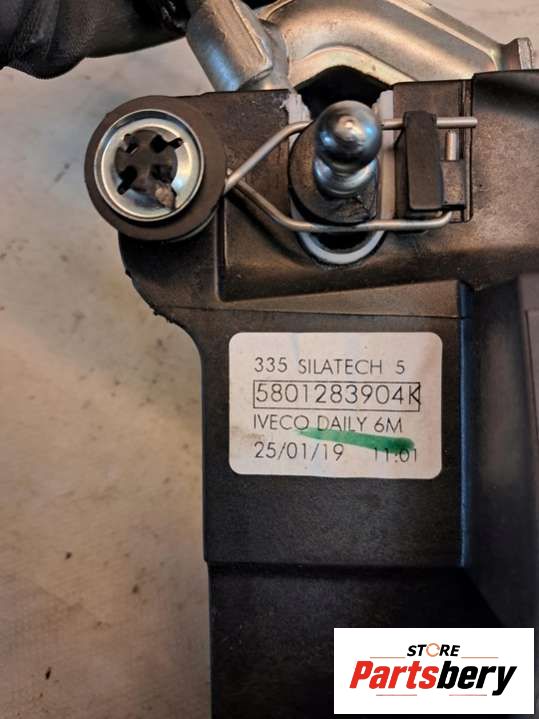 335 SILATECH 5
5801283904K
IVECO DAILY 6M
25/01/19 11:01
STORE
Partsbery